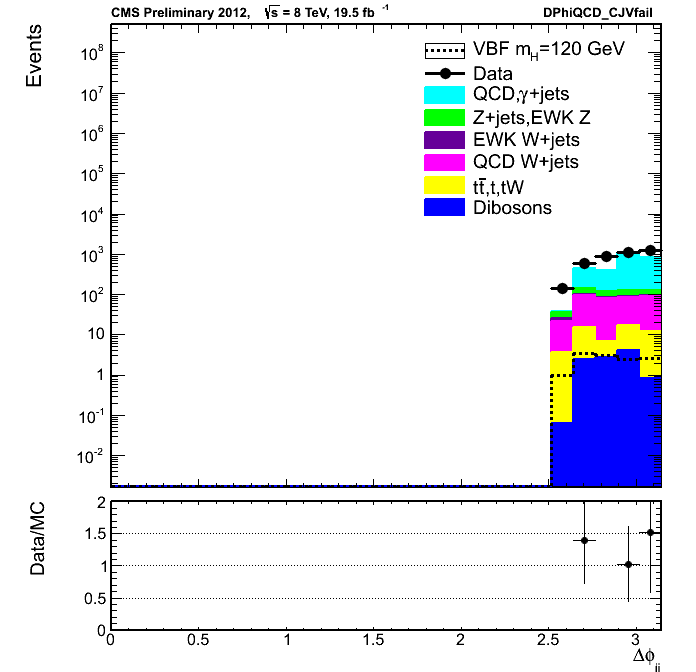 CMS Preliminary 2012, √s = 8 TeV, 19.5 fb⁻¹ DPhiQCD_CJVfail
Events
10⁸
10⁷
10⁶
10⁵
10⁴
10³
10²
10
1
10⁻¹
10⁻²
VBF m_H=120 GeV
Data
QCD,γ+jets
Z+jets,EWK Z
EWK W+jets
QCD W+jets
tt̄,t,tW
Dibosons
Data/MC
2
1.5
1
0.5
0
0 0.5 1 1.5 2 2.5 3
Δϕ_jj